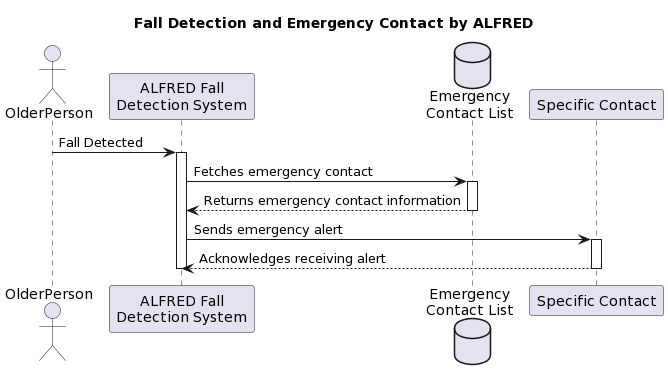 Fall Detection and Emergency Contact by ALFRED
OlderPerson
ALFRED Fall
Detection System
Emergency
Contact List
Specific Contact
Fall Detected
Fetches emergency contact
Returns emergency contact information
Sends emergency alert
Acknowledges receiving alert
OlderPerson
ALFRED Fall
Detection System
Emergency
Contact List
Specific Contact